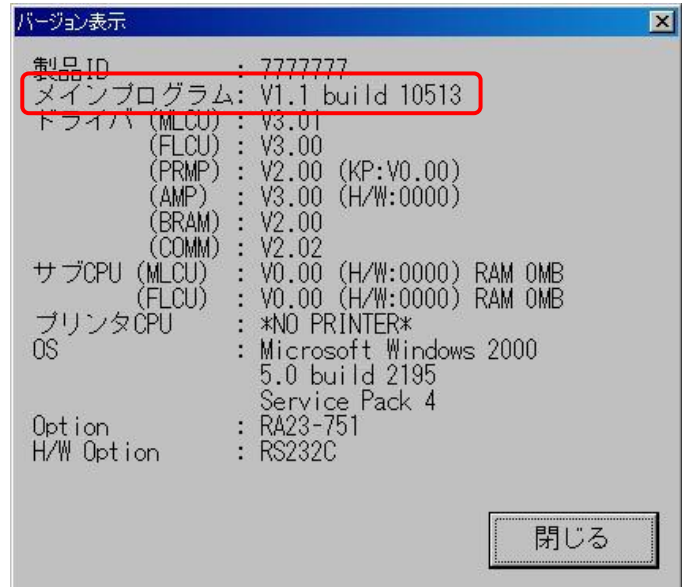 バージョン表示
製品ID : 7777777
メインプログラム: V1.1 build 10513
ドライバ (MLCU) : V3.01
(FLCU) : V3.00
(PRMP) : V2.00 (KP:V0.00)
(AMP) : V3.00 (H/W:0000)
(BRAM) : V2.00
(COMM) : V2.02
サブCPU (MLCU) : V0.00 (H/W:0000) RAM 0MB
(FLCU) : V0.00 (H/W:0000) RAM 0MB
プリンタCPU : *NO PRINTER*
OS : Microsoft Windows 2000
5.0 build 2195
Service Pack 4
Option : RA23-751
H/W Option : RS232C
閉じる